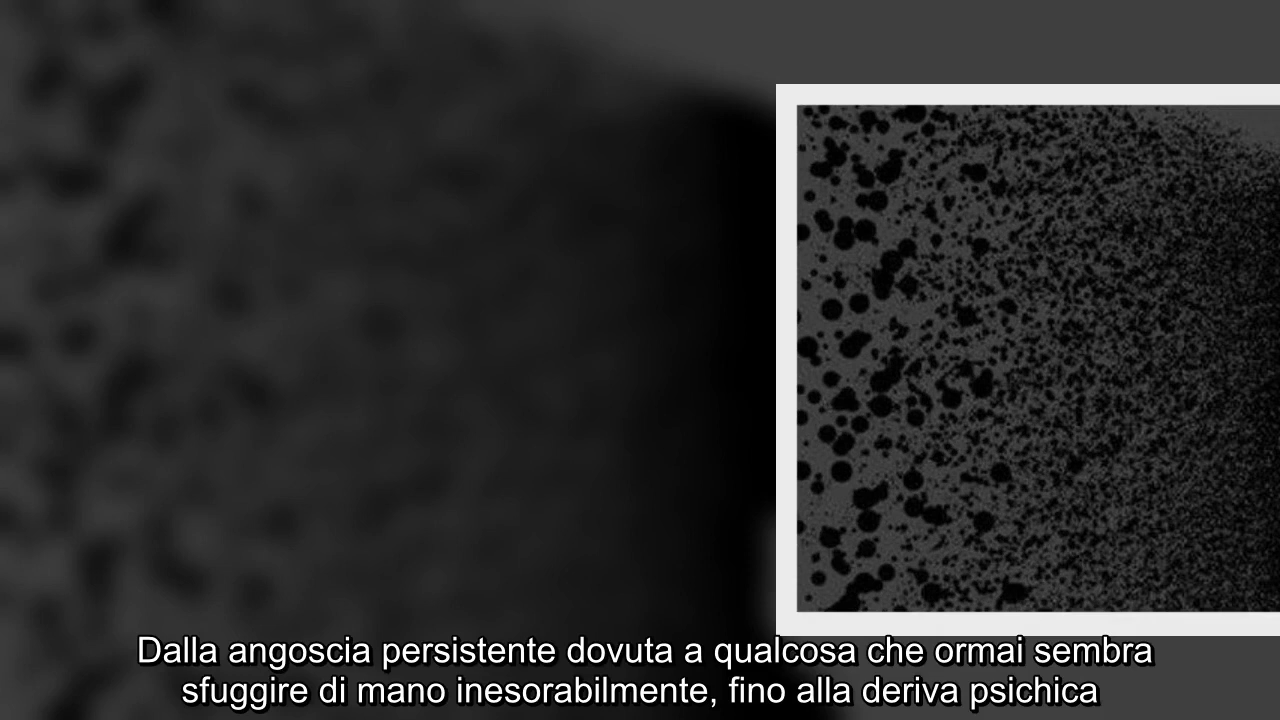 Dalla angoscia persistente dovuta a qualcosa che ormai sembra
sfuggire di mano inesorabilmente, fino alla deriva psichica